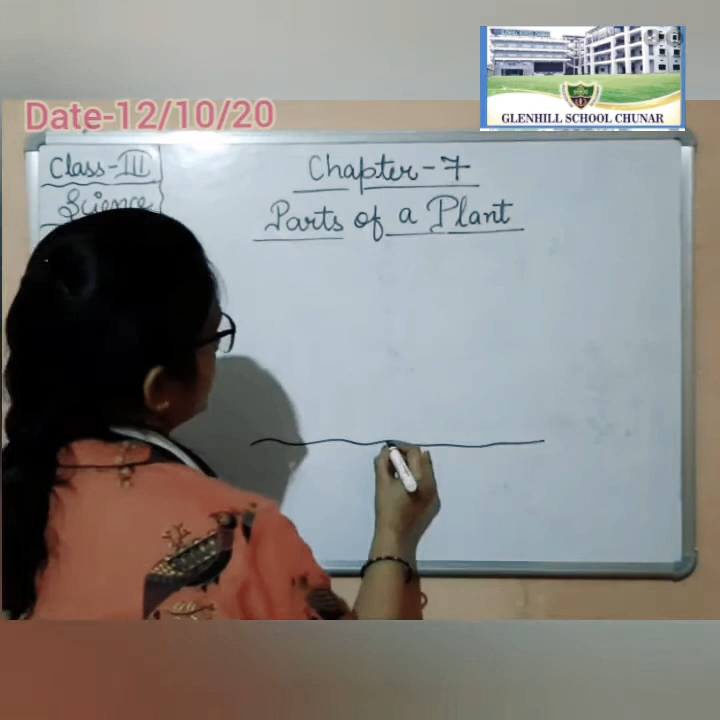 GLENHILL SCHOOL CHUNAR
Date-12/10/20
Class-III
Science
Chapter-7
Parts of a Plant